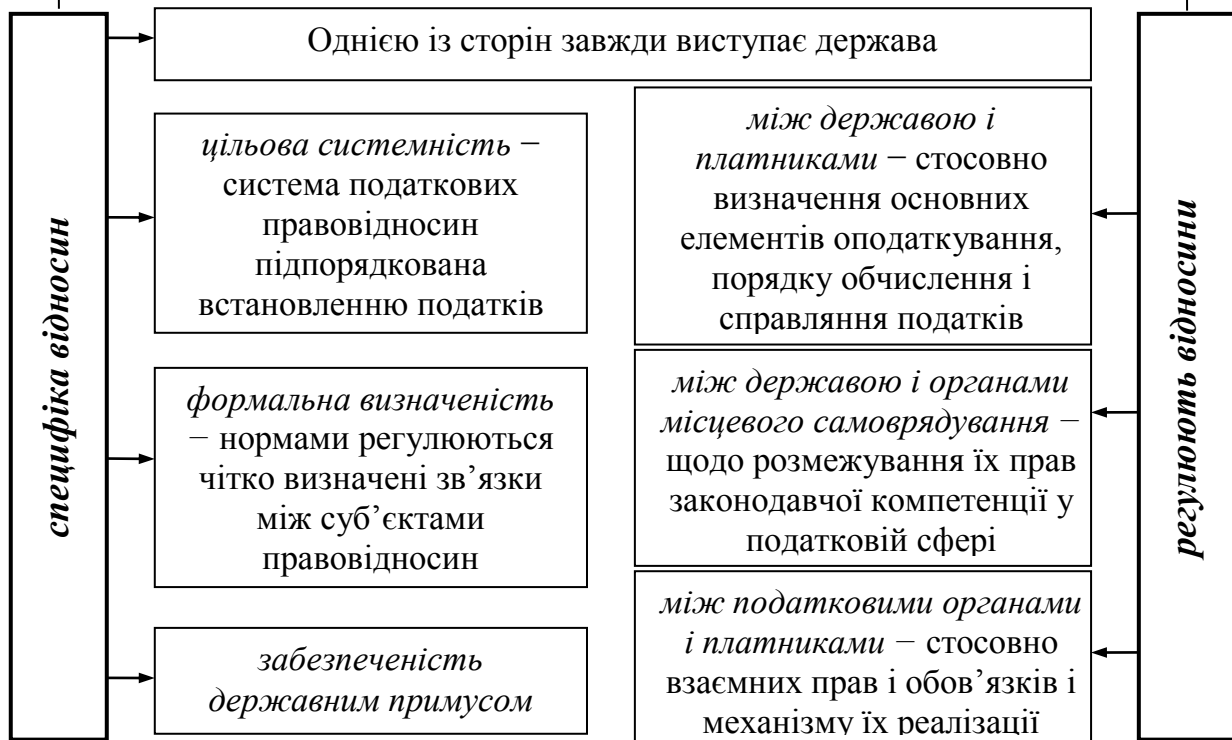 специфіка відносин
Однією із сторін завжди виступає держава
цільова системність −
система податкових
правовідносин
підпорядкована
встановленню податків
формальна визначеність
− нормами регулюються
чітко визначені зв’язки
між суб’єктами
правовідносин
забезпеченість
державним примусом
між державою і
платниками − стосовно
визначення основних
елементів оподаткування,
порядку обчислення і
справляння податків
між державою і органами
місцевого самоврядування −
щодо розмежування їх прав
законодавчої компетенції у
податковій сфері
між податковими органами
і платниками − стосовно
взаємних прав і обов’язків і
механізму їх реалізації
регулюють відносини